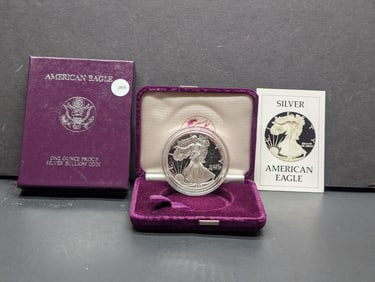 AMERICAN EAGLE
ONE OUNCE PROOF
SILVER BULLION COIN
SILVER
AMERICAN
EAGLE